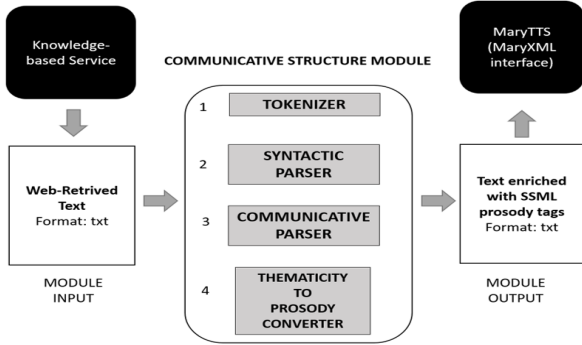 Knowledge-
based Service
COMMUNICATIVE STRUCTURE MODULE
MaryTTS
(MaryXML
interface)
1
TOKENIZER
2
SYNTACTIC
PARSER
Web-Retrived
Text
Format: txt
3
COMMUNICATIVE
PARSER
Text enriched
with SSML
prosody tags
Format: txt
4
THEMATICITY
TO
PROSODY
CONVERTER
MODULE
INPUT
MODULE
OUTPUT